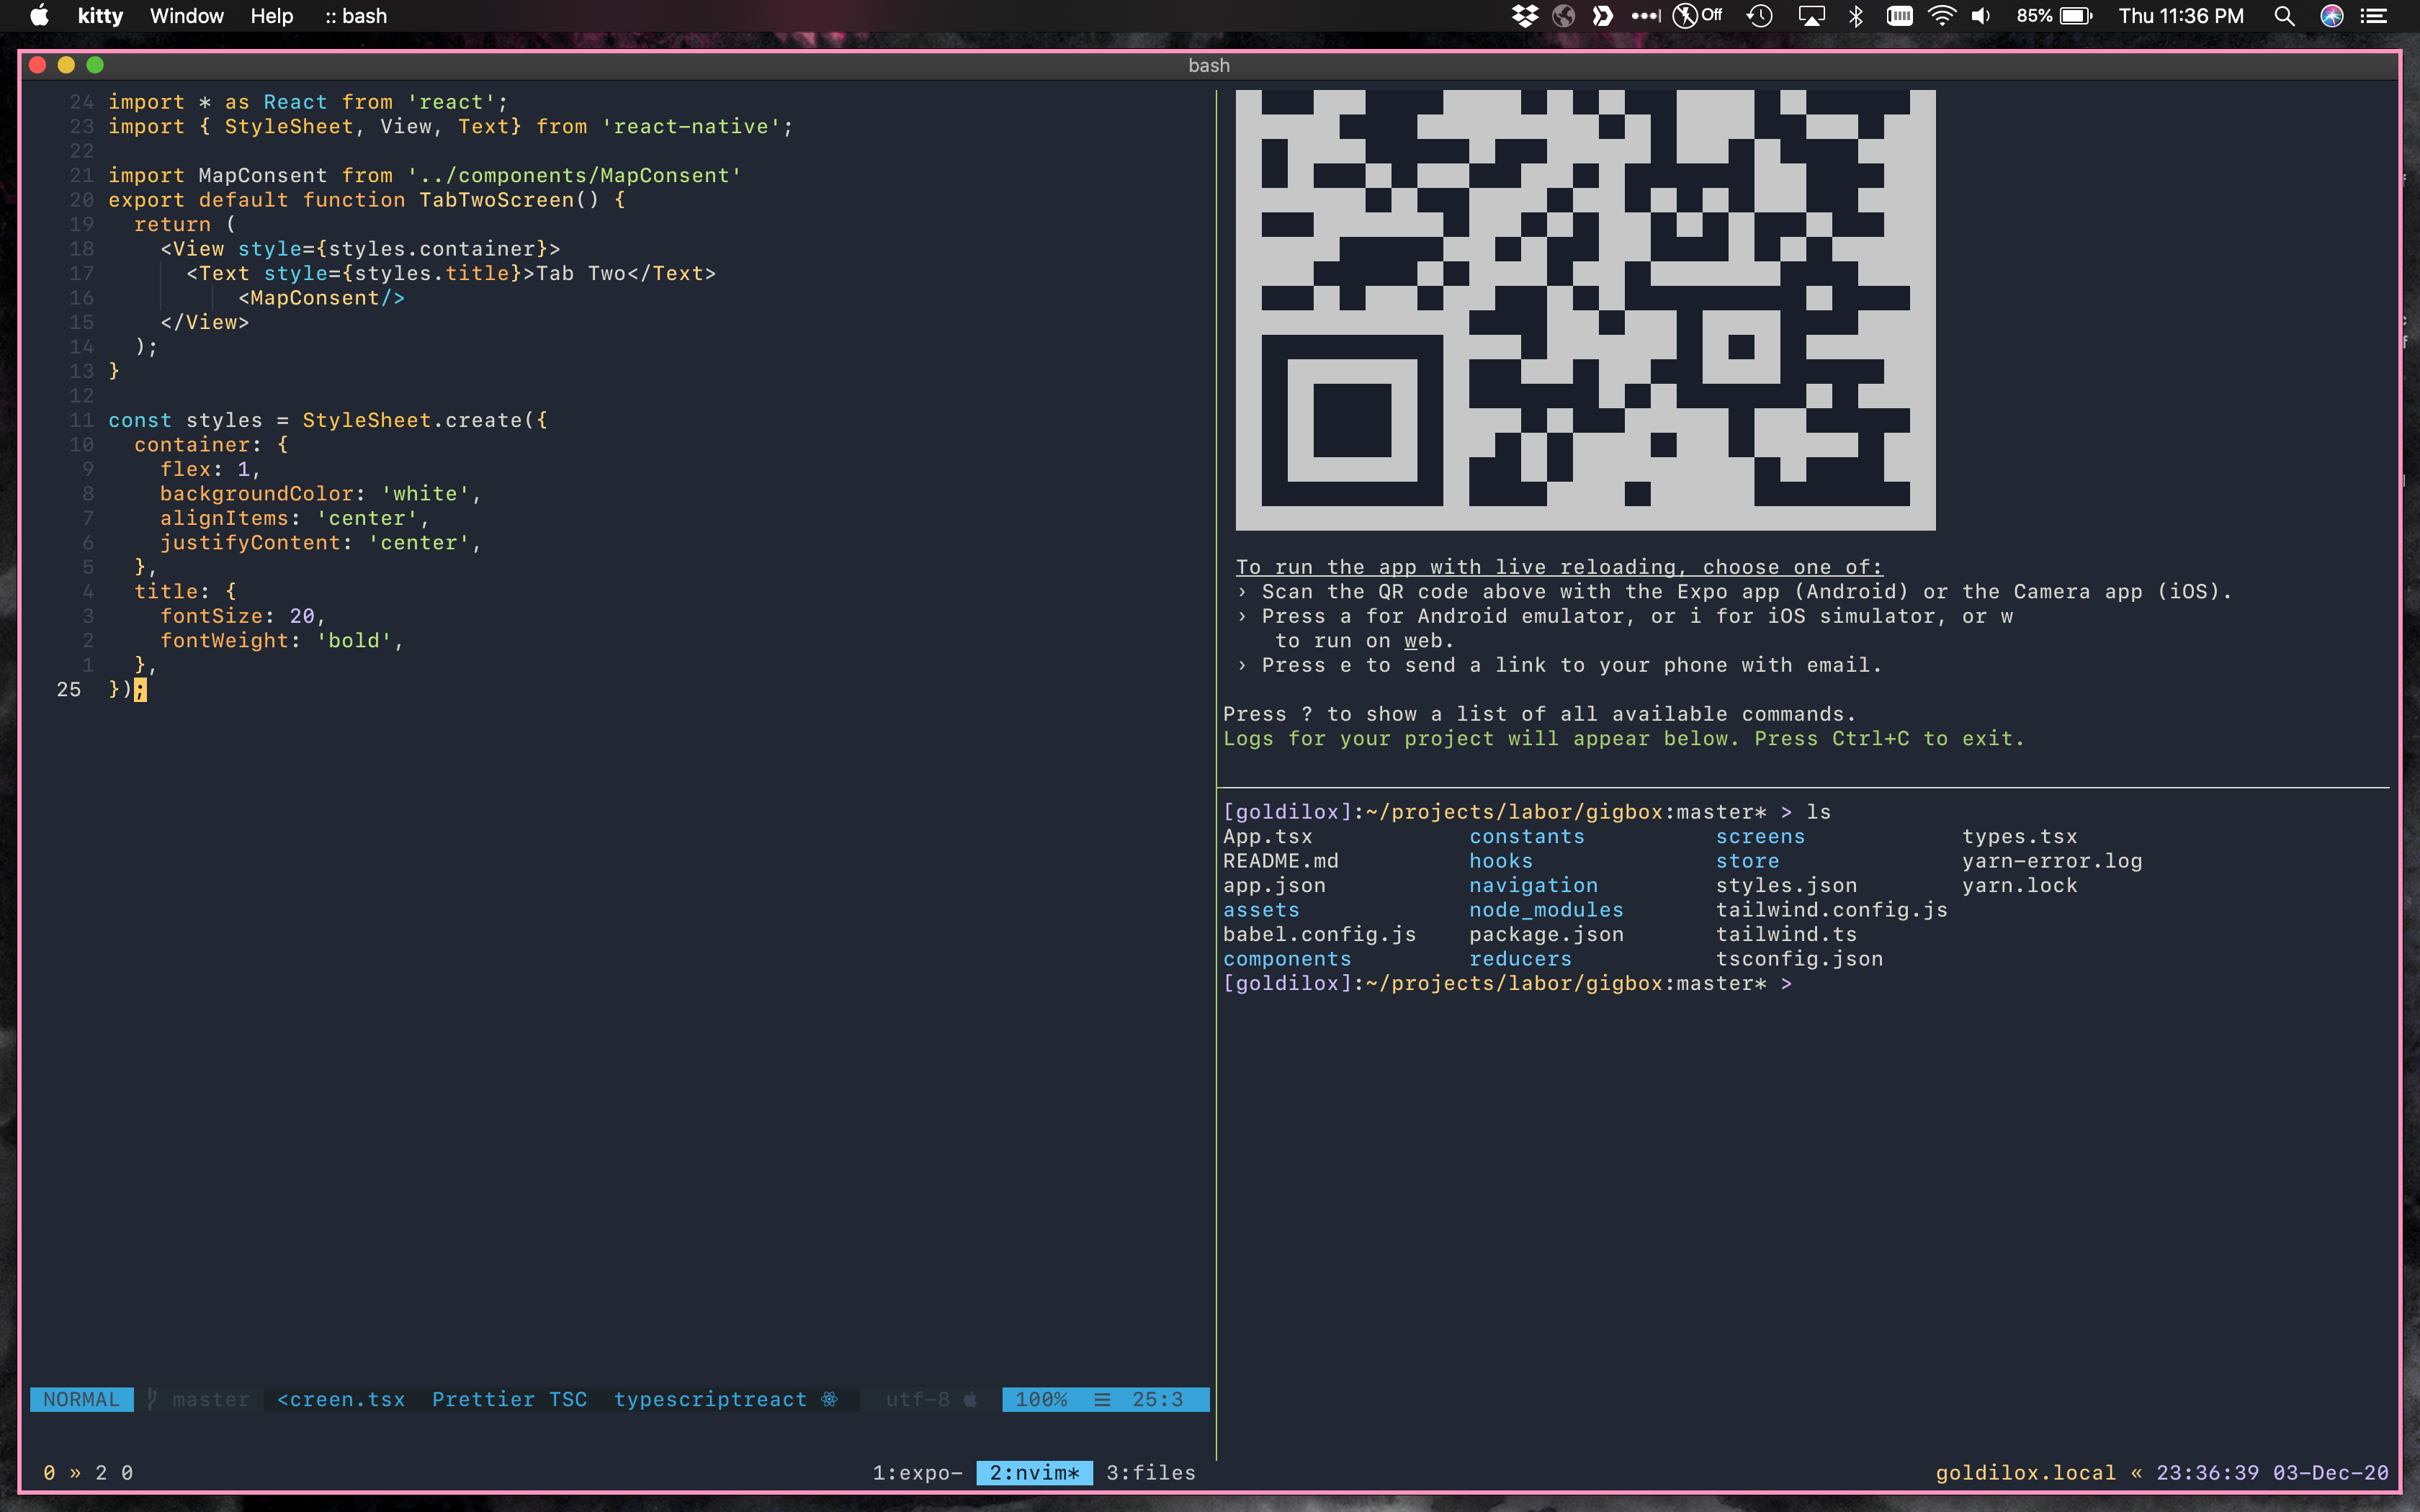 kitty Window Help :: bash Off 85% Thu 11:36 PM
bash
24 import * as React from 'react';
23 import { StyleSheet, View, Text} from 'react-native';
22
21 import MapConsent from '../components/MapConsent'
20 export default function TabTwoScreen() {
19   return (
18     <View style={styles.container}>
17       <Text style={styles.title}>Tab Two</Text>
16           <MapConsent/>
15     </View>
14   );
13 }
12
11 const styles = StyleSheet.create({
10   container: {
9     flex: 1,
8     backgroundColor: 'white',
7     alignItems: 'center',
6     justifyContent: 'center',
5   },
4   title: {
3     fontSize: 20,
2     fontWeight: 'bold',
1   },
25 });
NORMAL master <creen.tsx Prettier TSC typescriptreact utf-8 100% ☰ 25:3
To run the app with live reloading, choose one of:
› Scan the QR code above with the Expo app (Android) or the Camera app (iOS).
› Press a for Android emulator, or i for iOS simulator, or w
to run on web.
› Press e to send a link to your phone with email.
Press ? to show a list of all available commands.
Logs for your project will appear below. Press Ctrl+C to exit.
[goldilox]:~/projects/labor/gigbox:master* > ls
App.tsx constants screens types.tsx
README.md hooks store yarn-error.log
app.json navigation styles.json yarn.lock
assets node_modules tailwind.config.js
babel.config.js package.json tailwind.ts
components reducers tsconfig.json
[goldilox]:~/projects/labor/gigbox:master* >
0 » 2 0 1:expo- 2:nvim* 3:files goldilox.local « 23:36:39 03-Dec-20